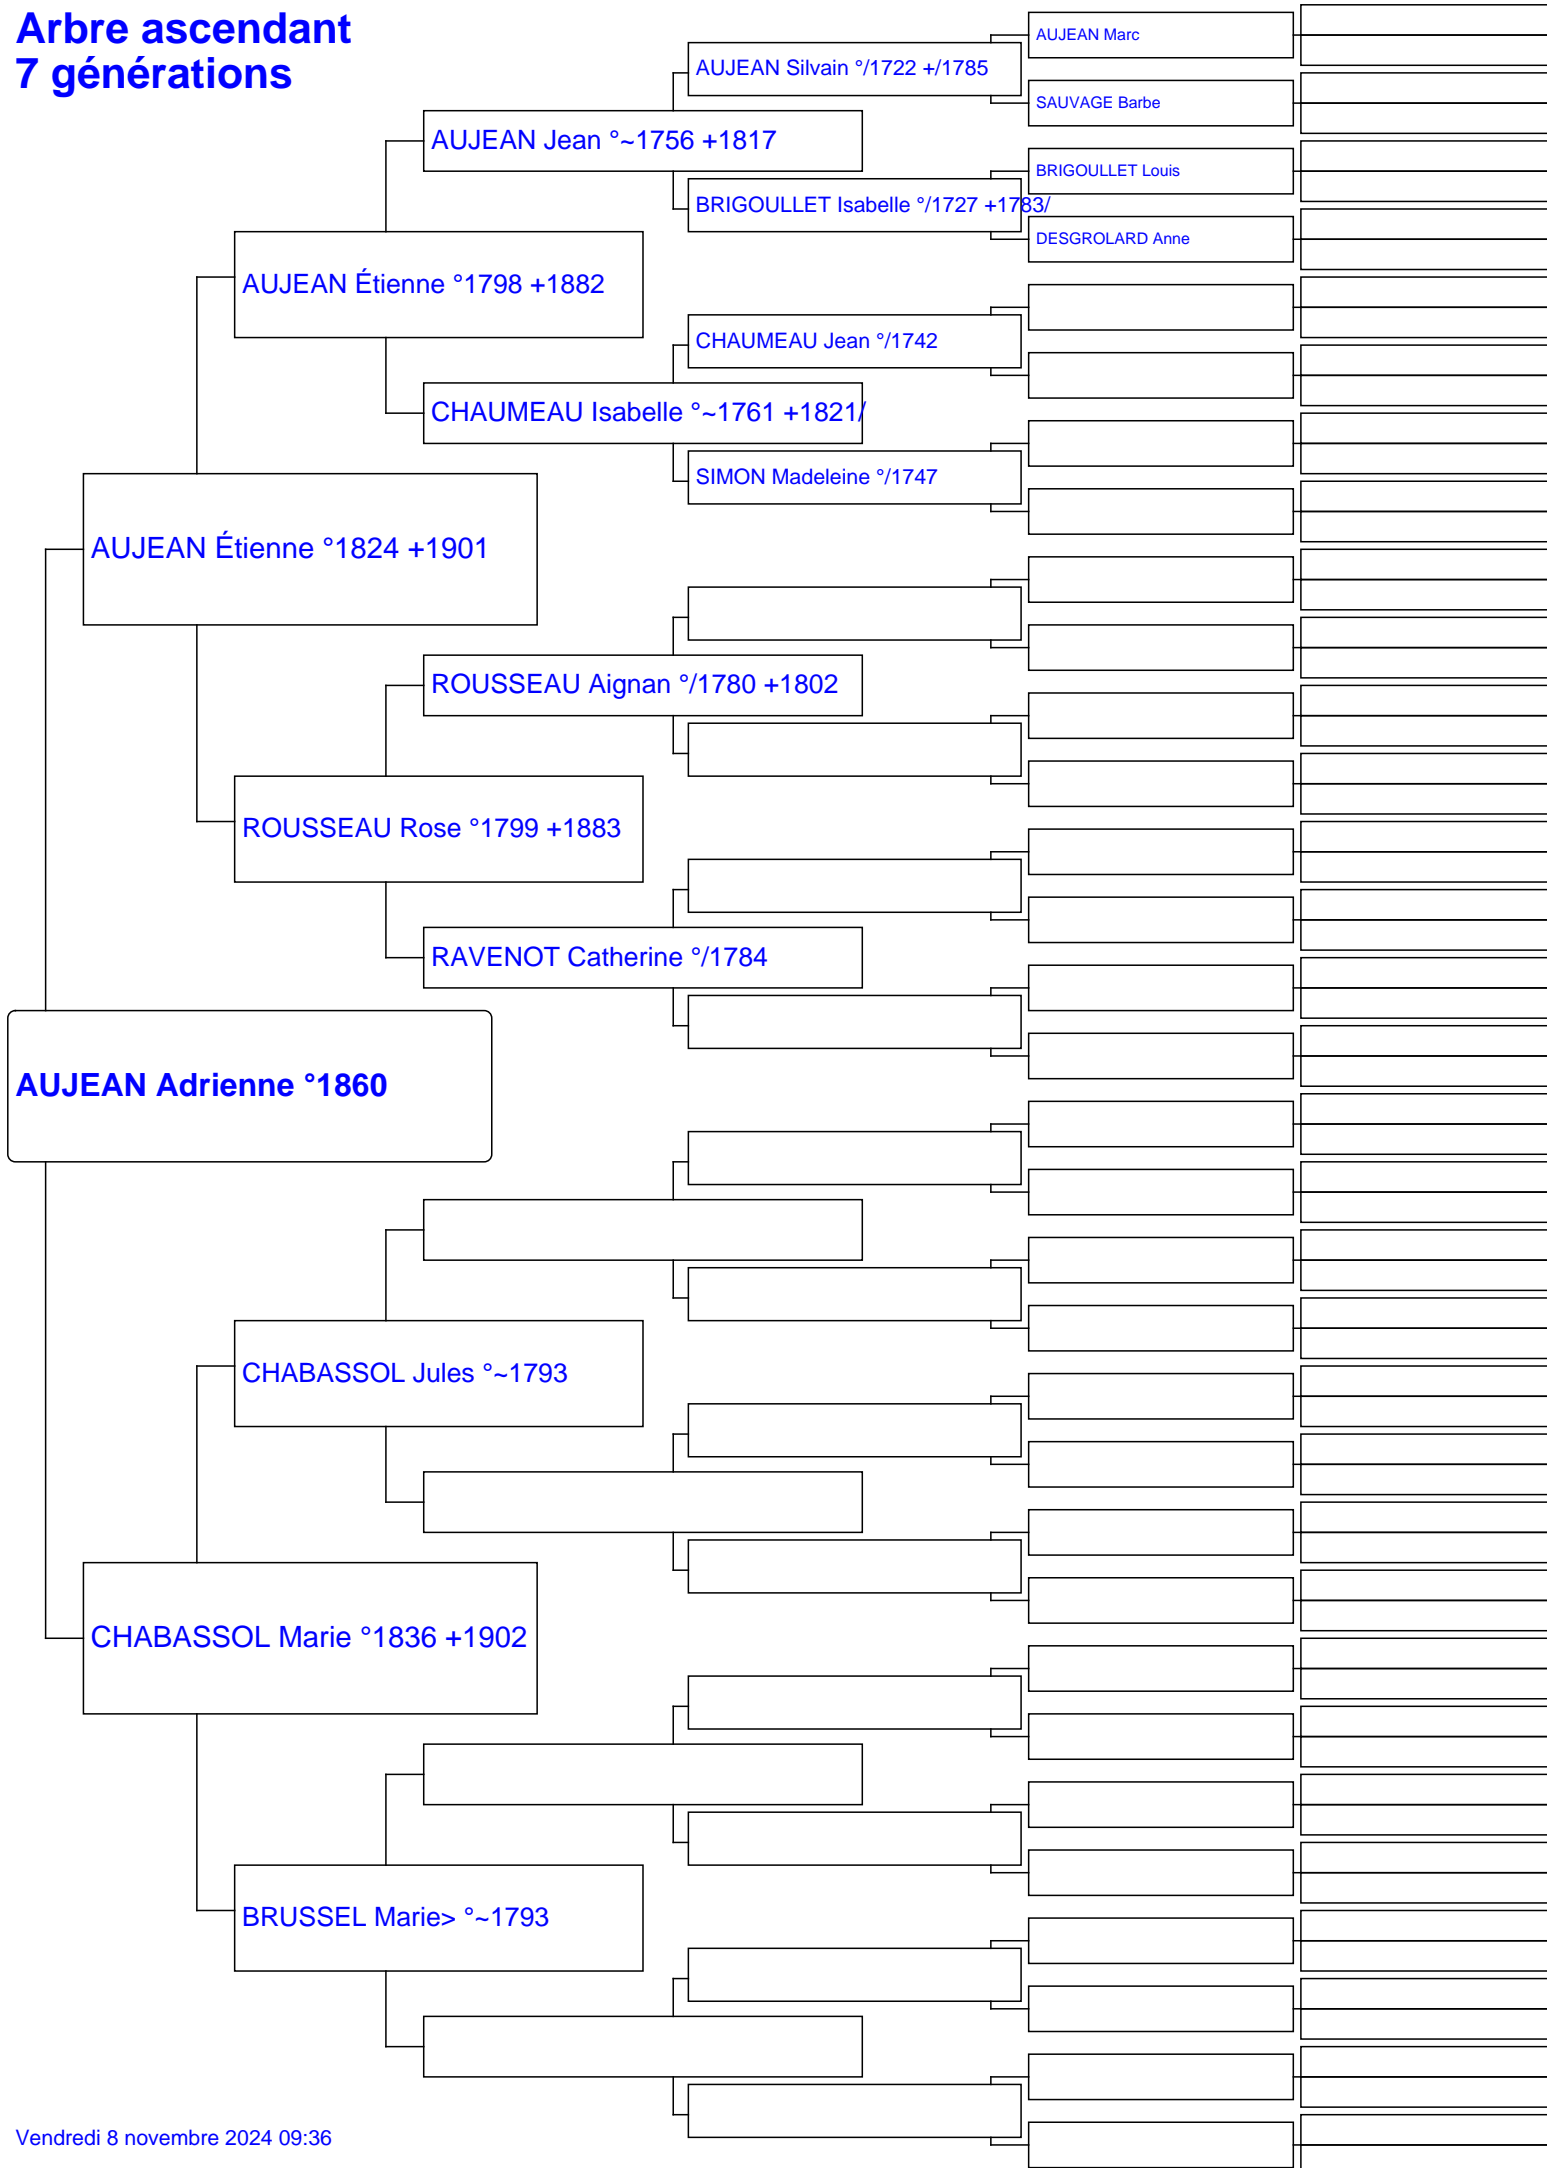 Arbre ascendant
7 générations
AUJEAN Marc
AUJEAN Silvain °/1722 +/1785
SAUVAGE Barbe
AUJEAN Jean °~1756 +1817
BRIGOULLET Louis
BRIGOULLET Isabelle °/1727 +1783/
DESGROLARD Anne
AUJEAN Étienne °1798 +1882
CHAUMEAU Jean °/1742
CHAUMEAU Isabelle °~1761 +1821/
SIMON Madeleine °/1747
AUJEAN Étienne °1824 +1901
ROUSSEAU Aignan °/1780 +1802
ROUSSEAU Rose °1799 +1883
RAVENOT Catherine °/1784
AUJEAN Adrienne °1860
CHABASSOL Jules °~1793
CHABASSOL Marie °1836 +1902
BRUSSEL Marie> °~1793
Vendredi 8 novembre 2024 09:36